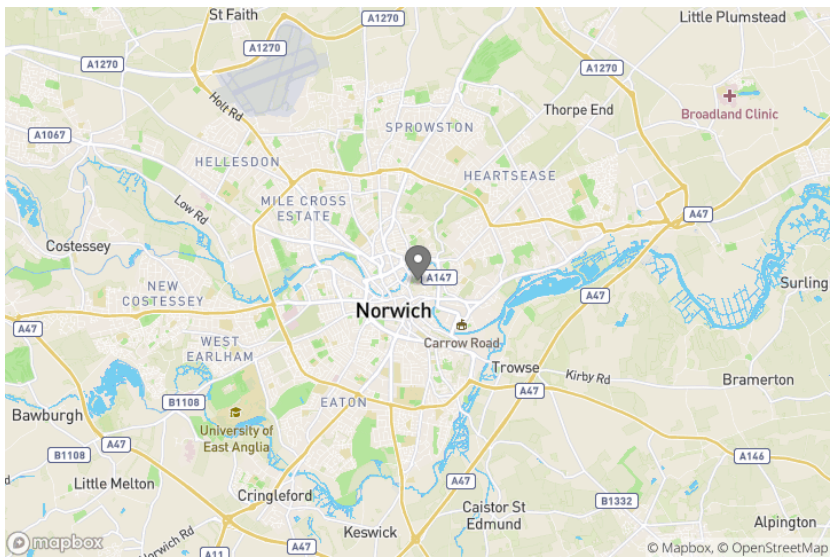 St Faith
Little Plumstead
A1270
A1270
A1270
Holt Rd
Thorpe End
Broadland Clinic
A1067
SPROWSTON
HELLESDON
HEARTSEASE
Low Rd
MILE CROSS
ESTATE
A47
Costessey
A147
Surling
NEW
COSTESSEY
A47
Norwich
A47
WEST
EARLHAM
Carrow Road
Trowse
Kirby Rd
Bramerton
A47
B1108
EATON
Bawburgh
University of
East Anglia
A47
B1108
A146
Little Melton
A47
Cringleford
Caistor St
Edmund
B1332
Alpington
Keswick
mapbox
Norwich Rd
A11
A47
© Mapbox, © OpenStreetMap